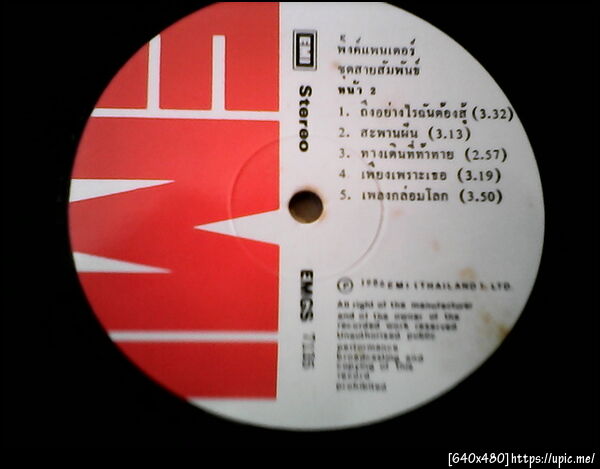 EMI
Stereo
พิ้งค์แพนเตอร์
ชุดสายสัมพันธ์
หน้า 2
1. ถึงอย่างไรฉันต้องสู้ (3.32)
2. สะพานฝัน (3.13)
3. ทางเดินที่ท้าทาย (2.57)
4. เพียงเพราะเธอ (3.19)
5. เพลงกล่อมโลก (3.50)
EMGS
EMI (THAILAND), LTD.
All right of the manufacturer
and of the owner of the
recorded work reserved
Unauthorised public
performance
broadcasting and
copying of this
record
prohibited
[640x480]https://upic.me/